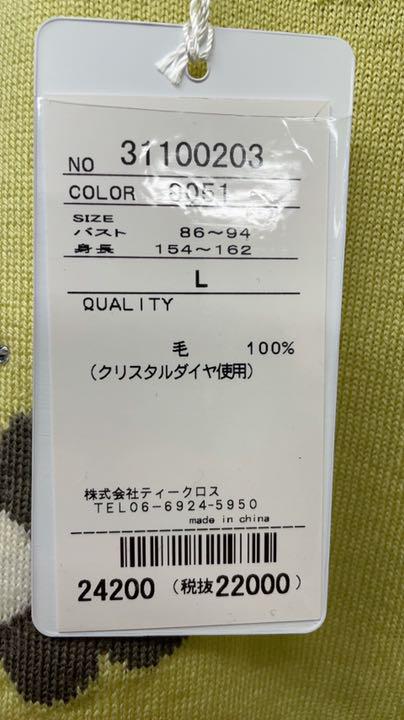 NO 31100203
COLOR 8051
SIZE
バスト 86〜94
身長 154〜162
L
QUALITY
毛 100%
(クリスタルダイヤ使用)
株式会社ティークロス
TEL06-6924-5950
made in china
24200 (税抜22000)